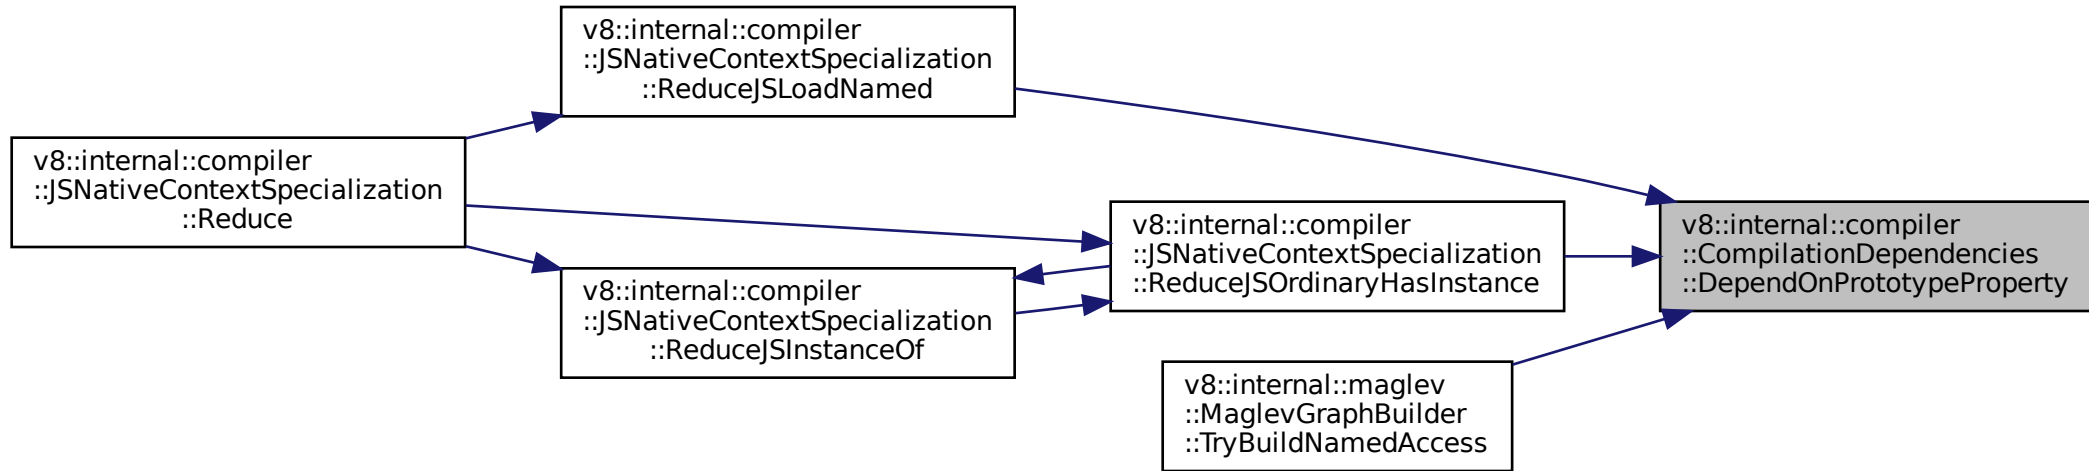 v8::internal::compiler
::JSNativeContextSpecialization
::ReduceJSLoadNamed
v8::internal::compiler
::JSNativeContextSpecialization
::Reduce
v8::internal::compiler
::JSNativeContextSpecialization
::ReduceJSOrdinaryHasInstance
v8::internal::compiler
::CompilationDependencies
::DependOnPrototypeProperty
v8::internal::compiler
::JSNativeContextSpecialization
::ReduceJSInstanceOf
v8::internal::maglev
::MaglevGraphBuilder
::TryBuildNamedAccess